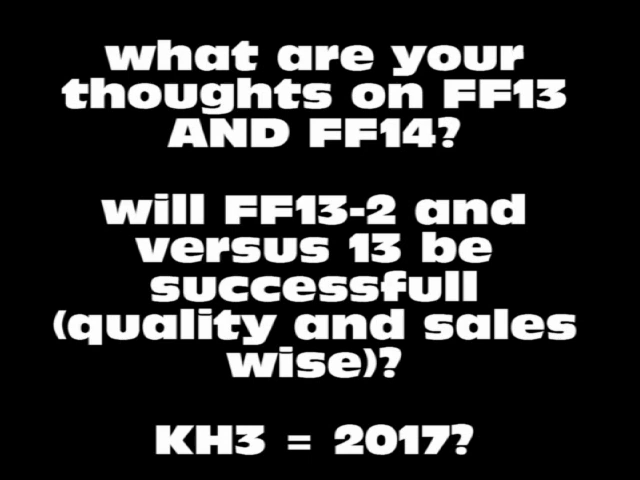 what are your
thoughts on FF13
AND FF14?
will FF13-2 and
versus 13 be
successfull
(quality and sales
wise)?
KH3 = 2017?